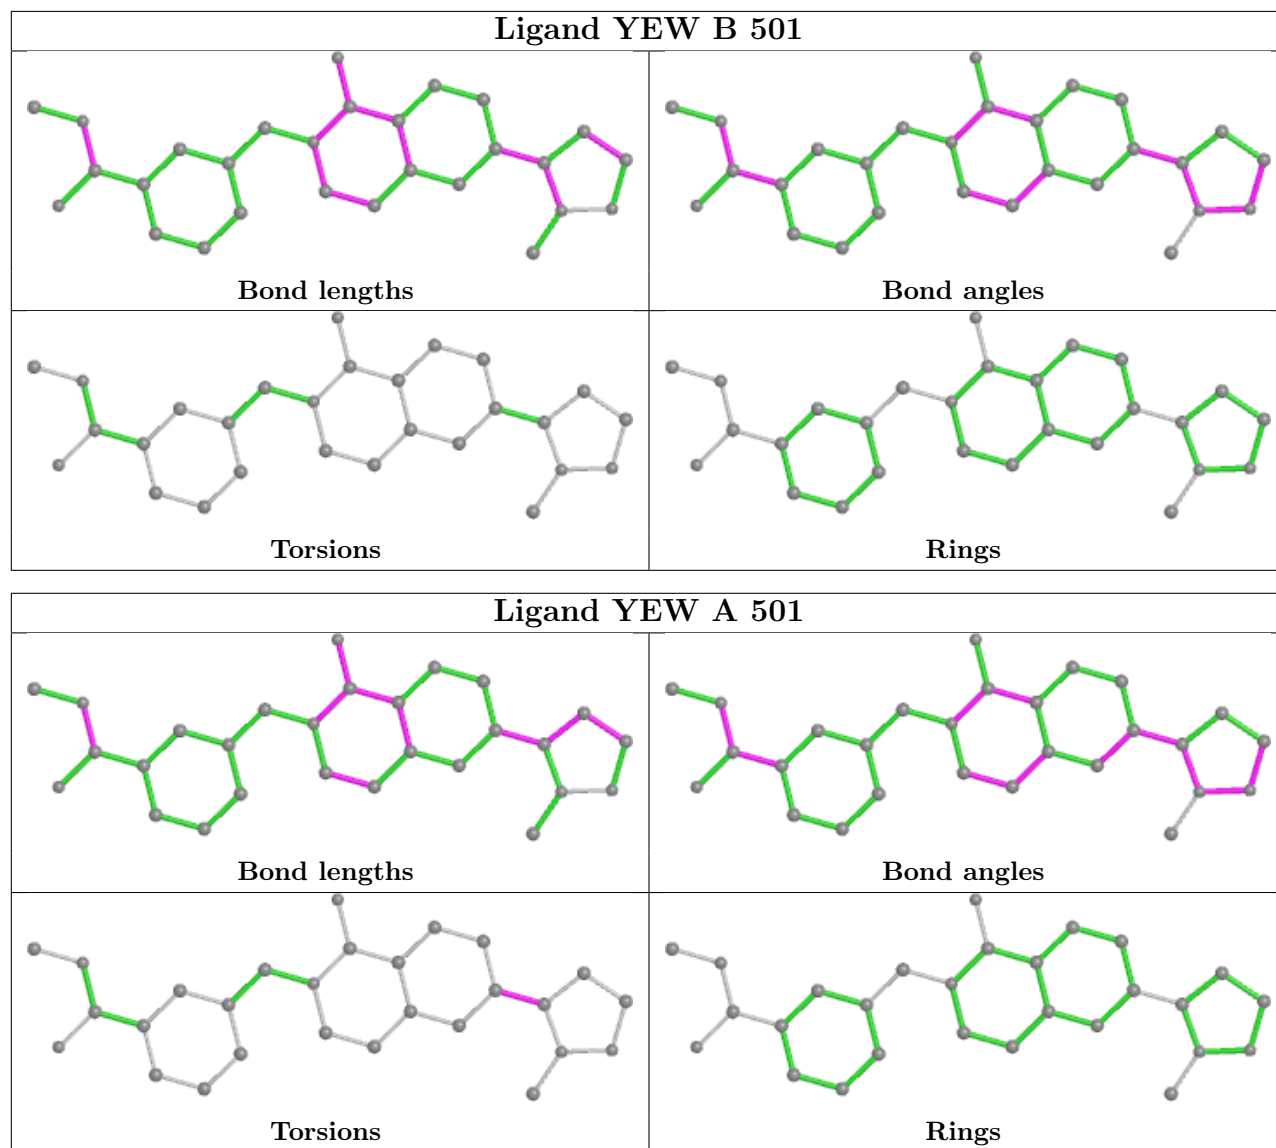 Ligand YEW B 501
Bond lengths
Bond angles
Torsions
Rings
Ligand YEW A 501
Bond lengths
Bond angles
Torsions
Rings